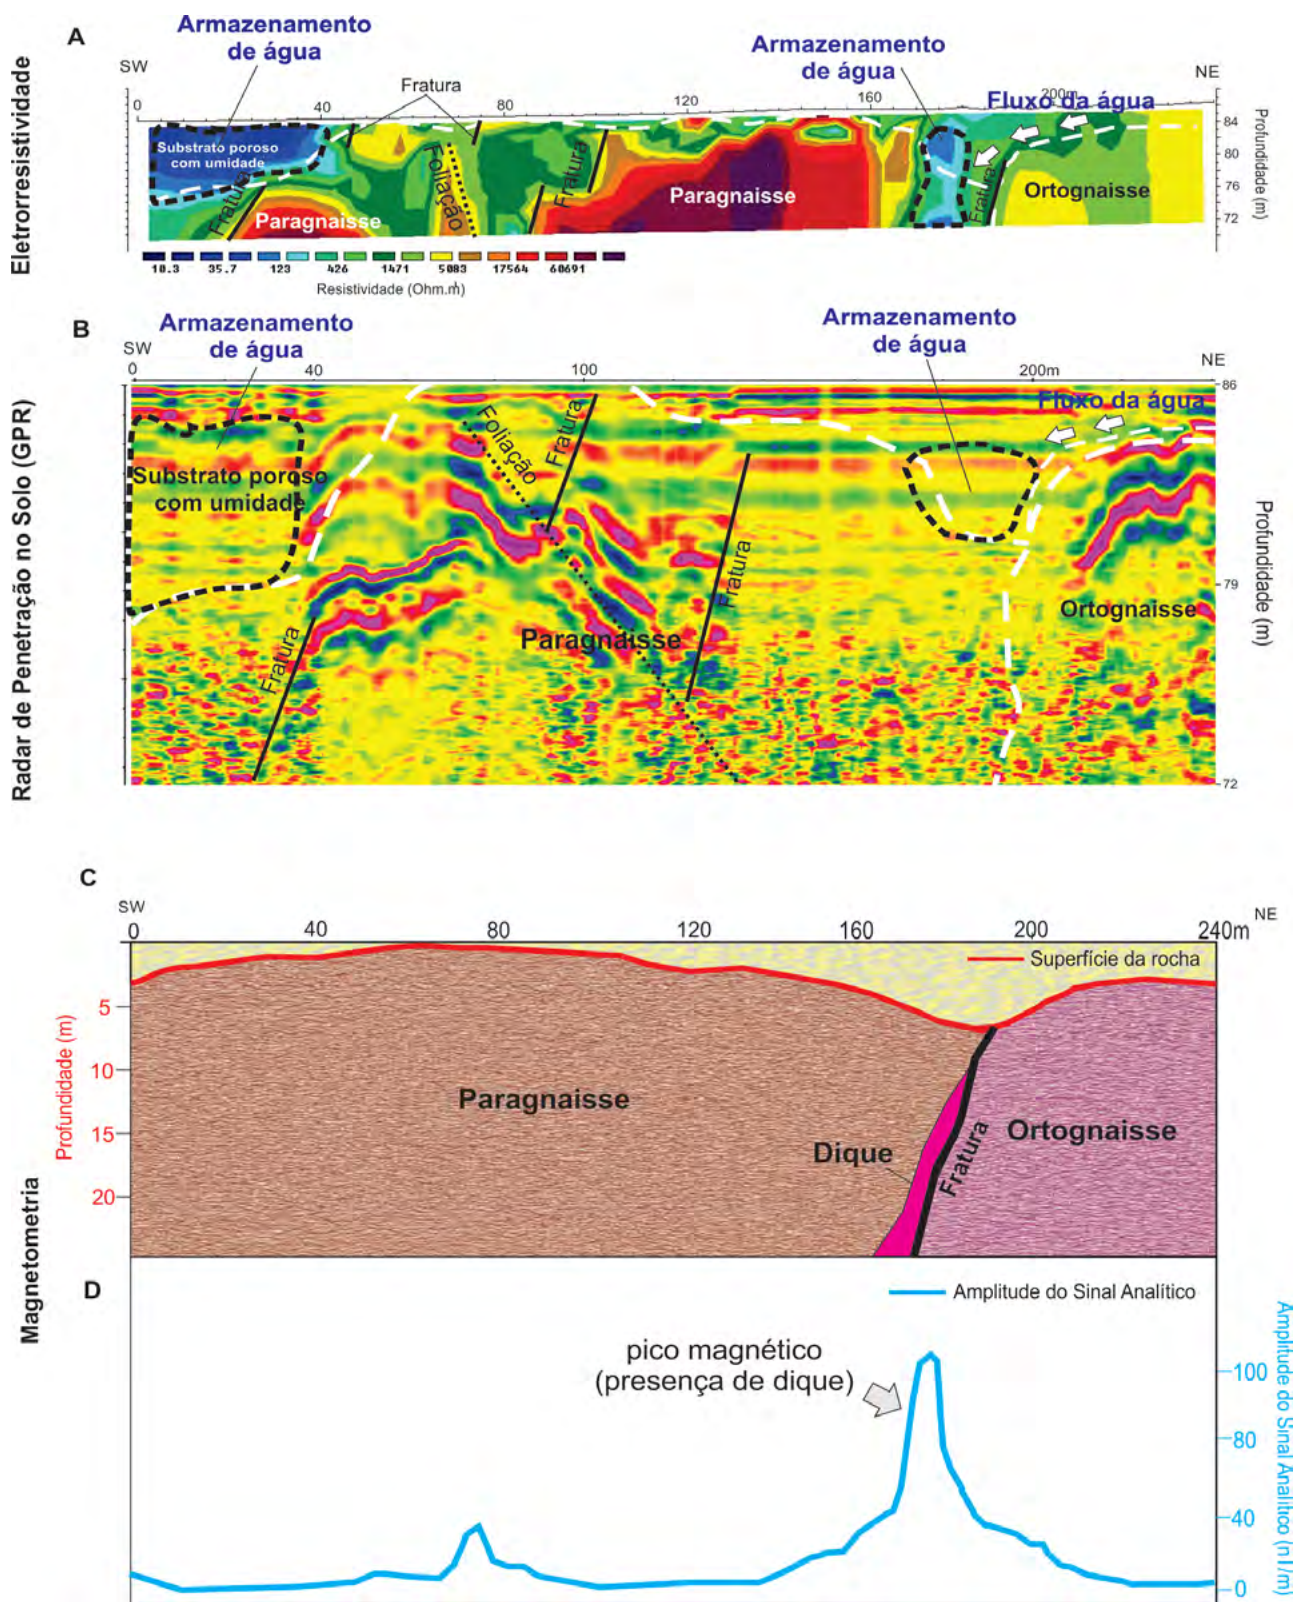 Eletrorresistividade
A
SW
NE
Armazenamento
de água
Fratura
Armazenamento
de água
Fluxo da água
0
40
80
120
160
200m
Substrato poroso
com umidade
Fratura
Paragnaisse
Foliação
Fratura
Paragnaisse
Fratura
Ortognaisse
84
80
76
72
Profundidade (m)
10.3 35.7 123 426 1471 5083 17564 60691
Resistividade (Ohm.m)
Radar de Penetração no Solo (GPR)
B
SW
NE
Armazenamento
de água
Armazenamento
de água
0
20
40
100
200m
86
79
72
Profundidade (m)
Fluxo da água
Substrato poroso
com umidade
Foliação
Fratura
Fratura
Fratura
Paragnaisse
Ortognaisse
Magnetometria
C
SW
NE
0 40 80 120 160 200 240m
Superfície da rocha
Profundidade (m)
5
10
15
20
Paragnaisse
Dique
Fratura
Ortognaisse
D
Amplitude do Sinal Analítico
pico magnético
(presença de dique)
100
80
40
0
Amplitude do Sinal Analítico (nT/m)